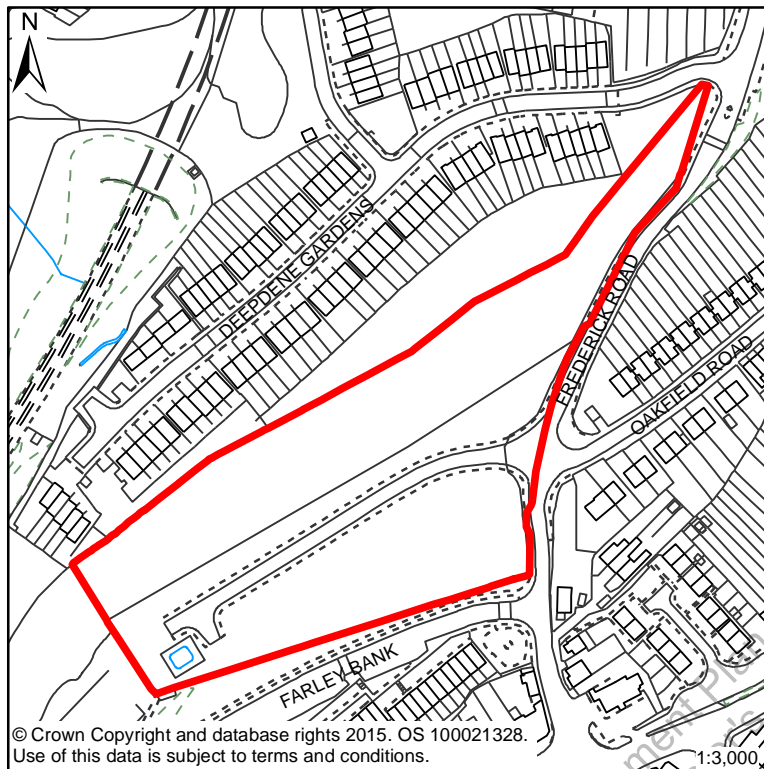 N
DEEPDENE GARDENS
FREDERICK ROAD
OAKFIELD ROAD
FARLEY BANK
© Crown Copyright and database rights 2015. OS 100021328.
Use of this data is subject to terms and conditions.
1:3,000